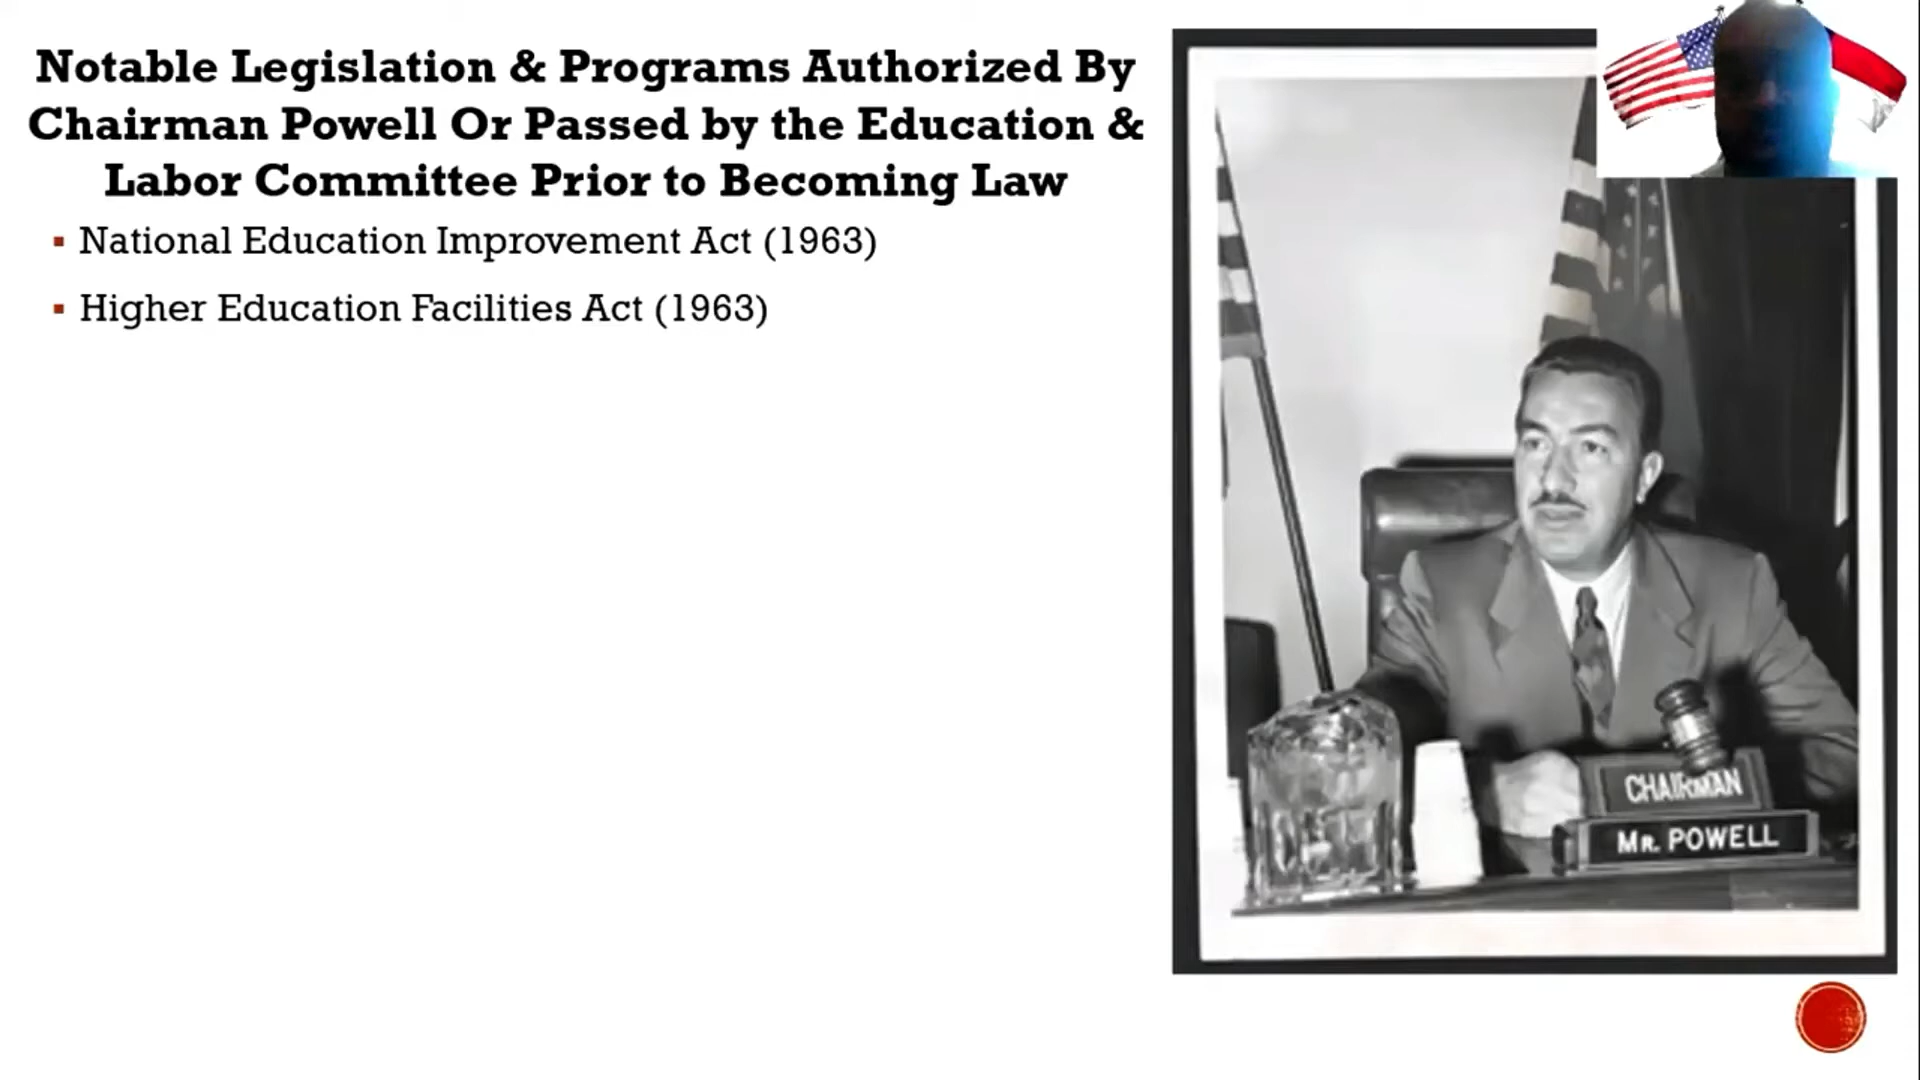 Notable Legislation & Programs Authorized By
Chairman Powell Or Passed by the Education &
Labor Committee Prior to Becoming Law
National Education Improvement Act (1963)
Higher Education Facilities Act (1963)
CHAIRMAN
MR. POWELL